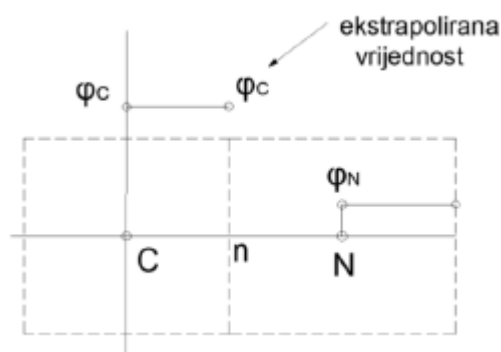 ekstrapolirana
vrijednost
φC
φC
φN
C
n
N